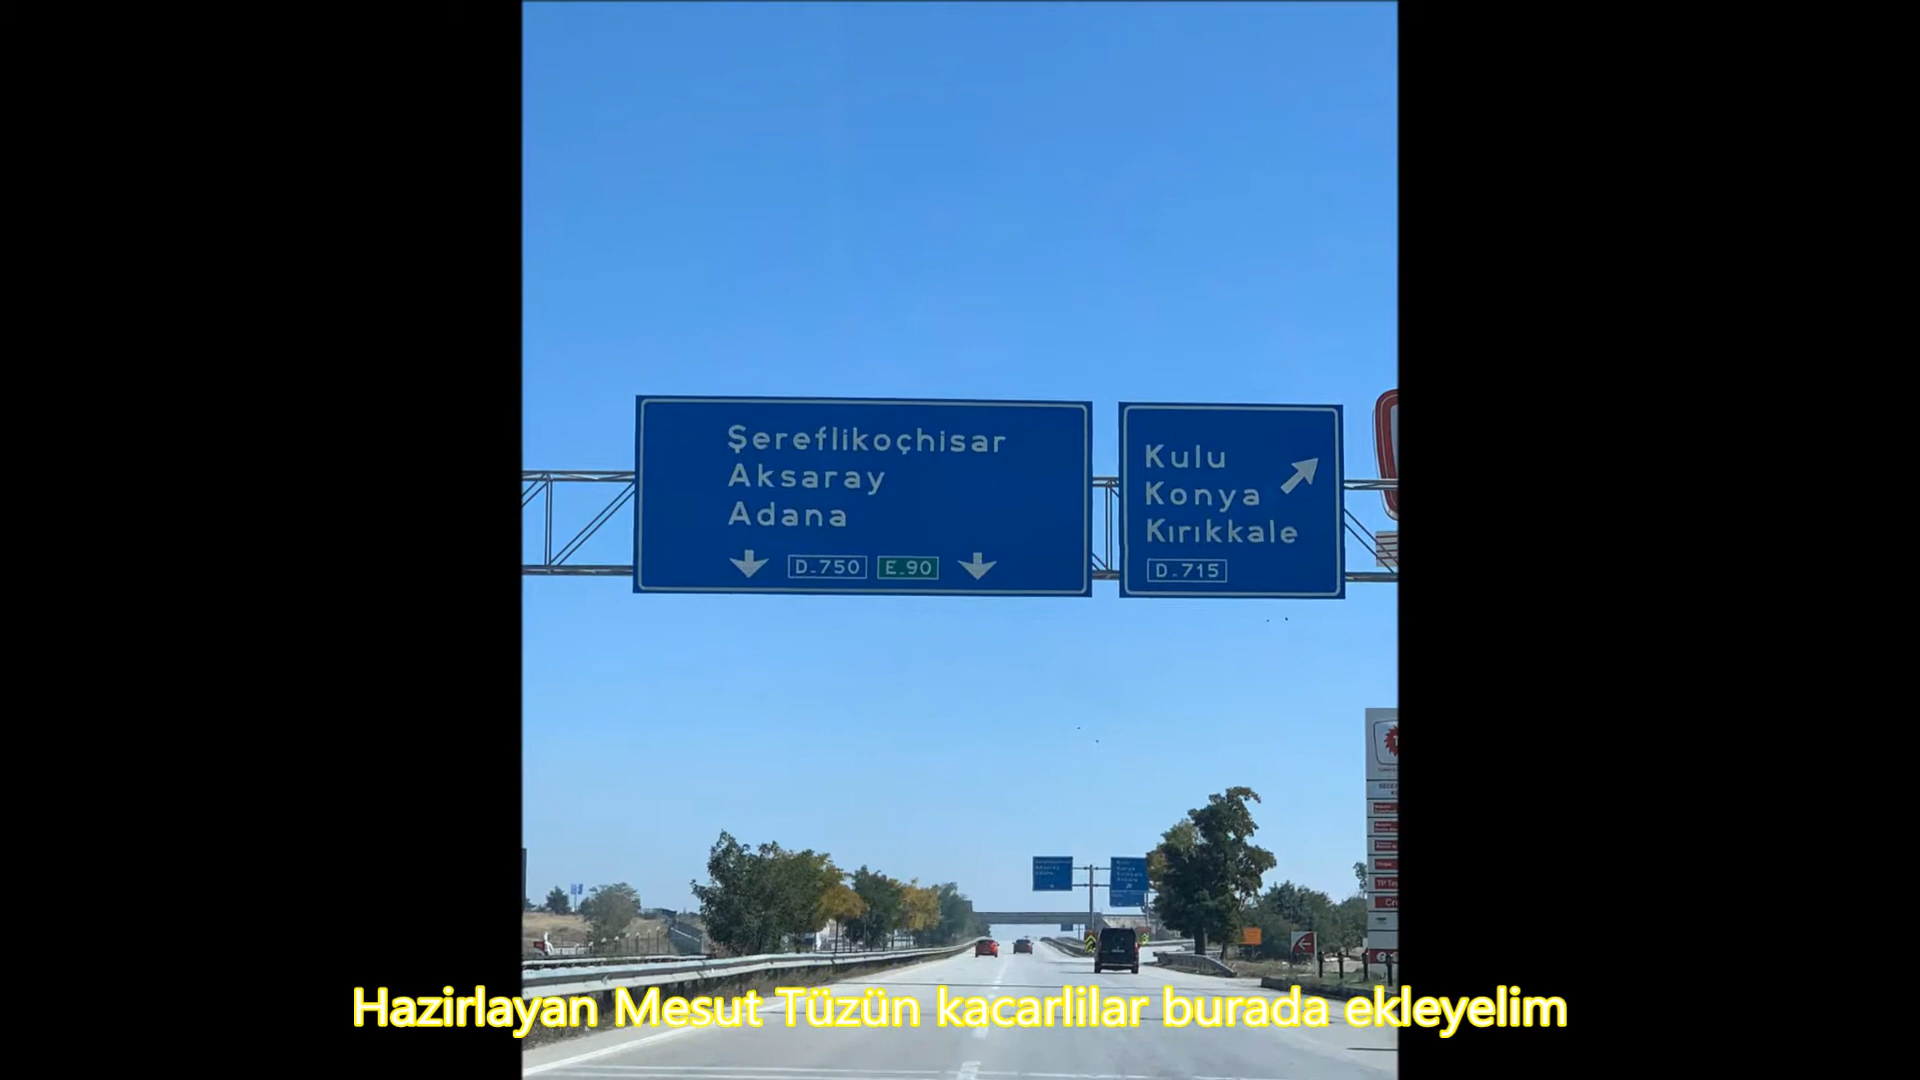 Şereflikoçhisar
Aksaray
Adana
D-750 E-90
Kulu
Konya
Kırıkkale
D-715
Hazirlayan Mesut Tüzün kacarlilar burada ekleyelim